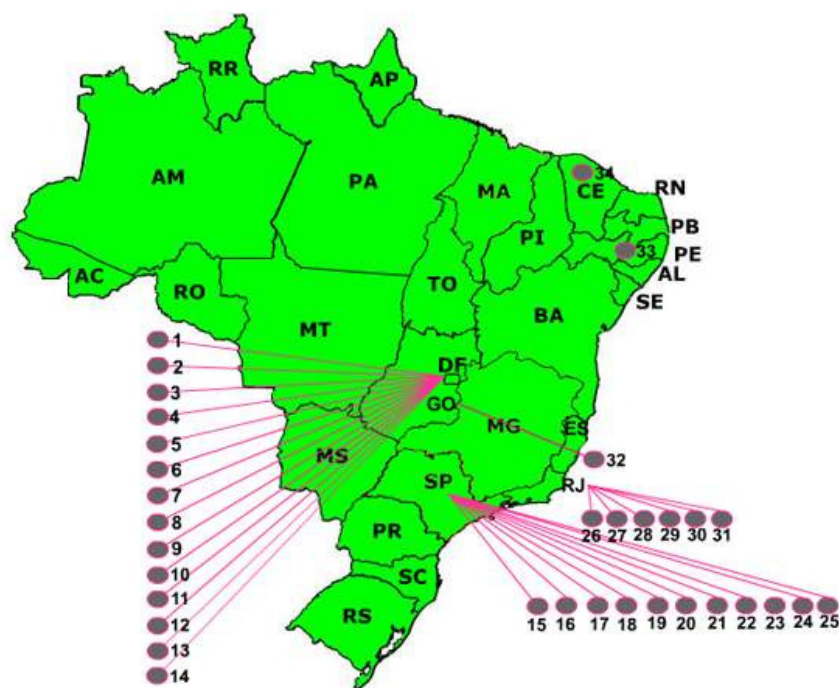 RR
AP
AM
PA
MA
CE
34
RN
PB
PI
33
PE
AL
AC
TO
SE
RO
BA
MT
1
2
DF
3
GO
4
MG
ES
5
MS
32
6
SP
RJ
7
8
26 27 28 29 30 31
PR
9
10
SC
11
RS
15 16 17 18 19 20 21 22 23 24 25
12
13
14